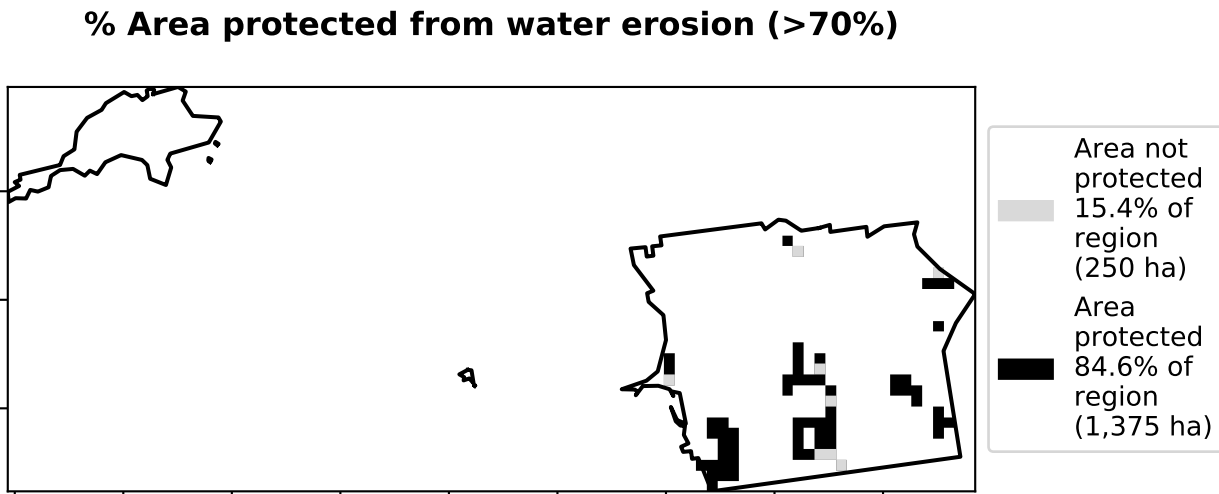 % Area protected from water erosion (>70%)
Area not
protected
15.4% of
region
(250 ha)
Area
protected
84.6% of
region
(1,375 ha)